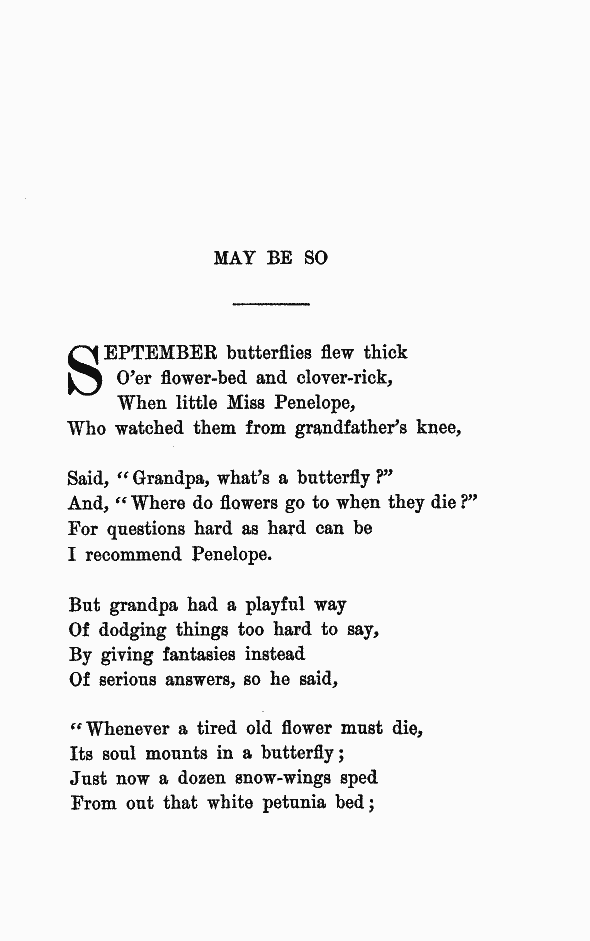 MAY BE SO
SEPTEMBER butterflies flew thick
O'er flower-bed and clover-rick,
When little Miss Penelope,
Who watched them from grandfather's knee,
Said, "Grandpa, what's a butterfly?"
And, "Where do flowers go to when they die?"
For questions hard as hard can be
I recommend Penelope.
But grandpa had a playful way
Of dodging things too hard to say,
By giving fantasies instead
Of serious answers, so he said,
"Whenever a tired old flower must die,
Its soul mounts in a butterfly;
Just now a dozen snow-wings sped
From out that white petunia bed;